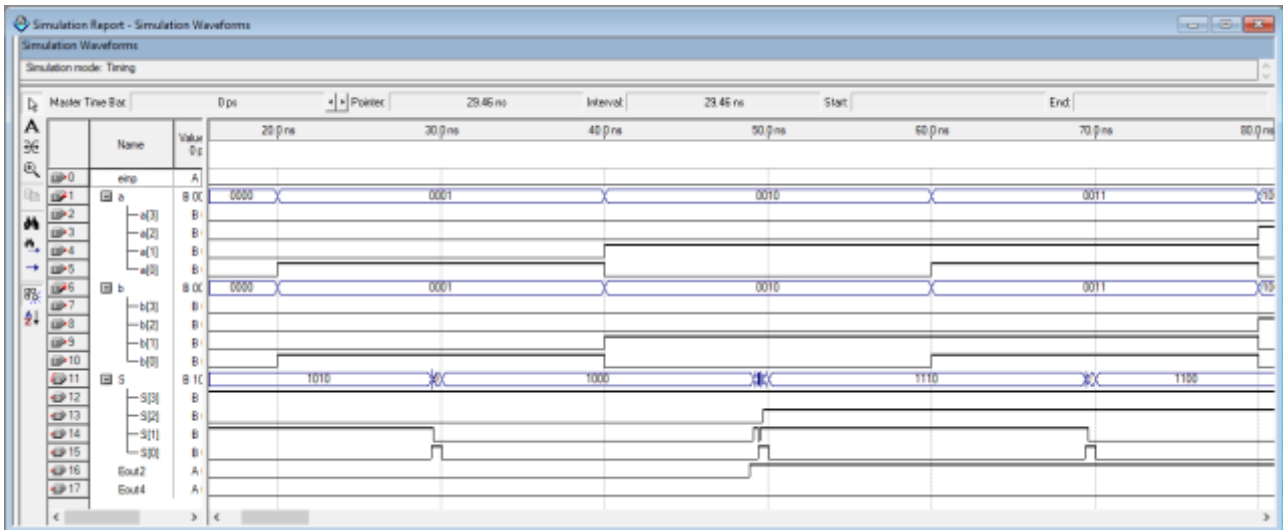 Simulation Report - Simulation Waveforms
Simulation Waveforms
Simulation mode: Timing
Master Time Bar: 0 ps Pointer: 29.46 ns Interval: 29.46 ns Start: End:
Name Value 20.0 ns 30.0 ns 40.0 ns 50.0 ns 60.0 ns 70.0 ns 80.0 ns
0 einp A
1 a B 00 0000 0001 0010 0011
2 a[3] B
3 a[2] B
4 a[1] B
5 a[0] B
6 b B 00 0000 0001 0010 0011
7 b[3] B
8 b[2] B
9 b[1] B
10 b[0] B
11 S B 10 1010 1000 1110 1100
12 S[3] B
13 S[2] B
14 S[1] B
15 S[0] B
16 Eout2 A
17 Eout4 A